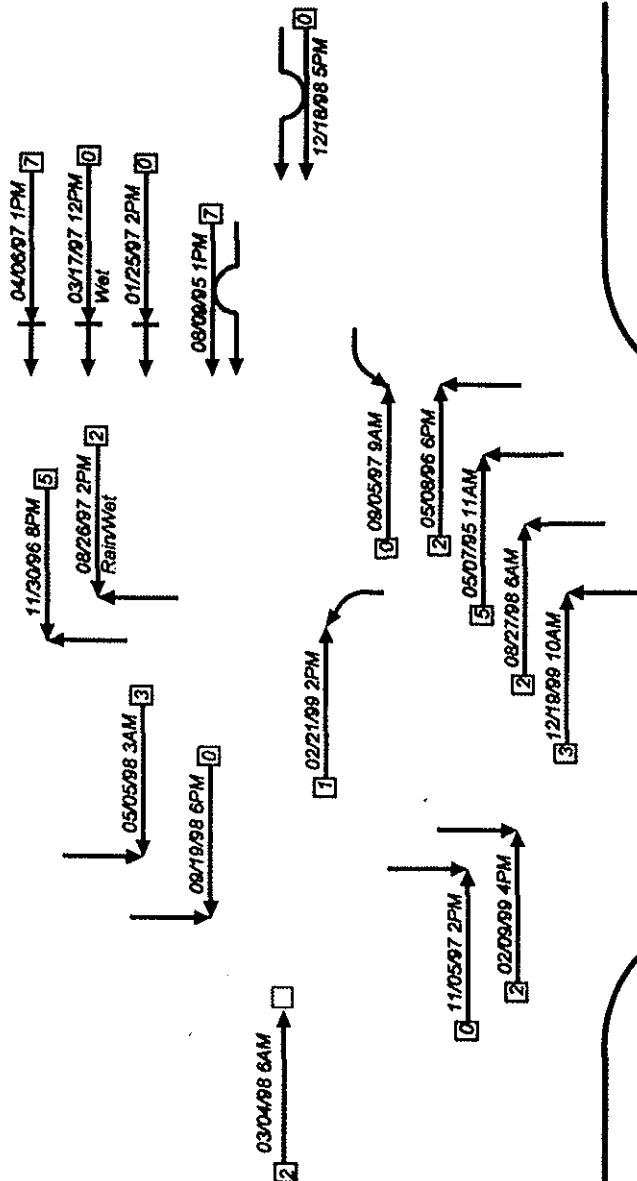 04/06/97 1PM
7
03/17/97 12PM
0
Wet
01/25/97 2PM
0
08/09/95 1PM
7
12/18/98 5PM
0
11/30/96 8PM
5
08/26/97 2PM
2
Rain/Wet
05/05/98 3AM
3
09/19/98 6PM
0
03/04/98 6AM
2
02/21/99 2PM
1
09/05/97 9AM
0
05/08/96 6PM
2
05/07/95 11AM
5
08/27/98 6AM
2
12/19/99 10AM
3
11/05/97 2PM
0
02/09/99 4PM
2